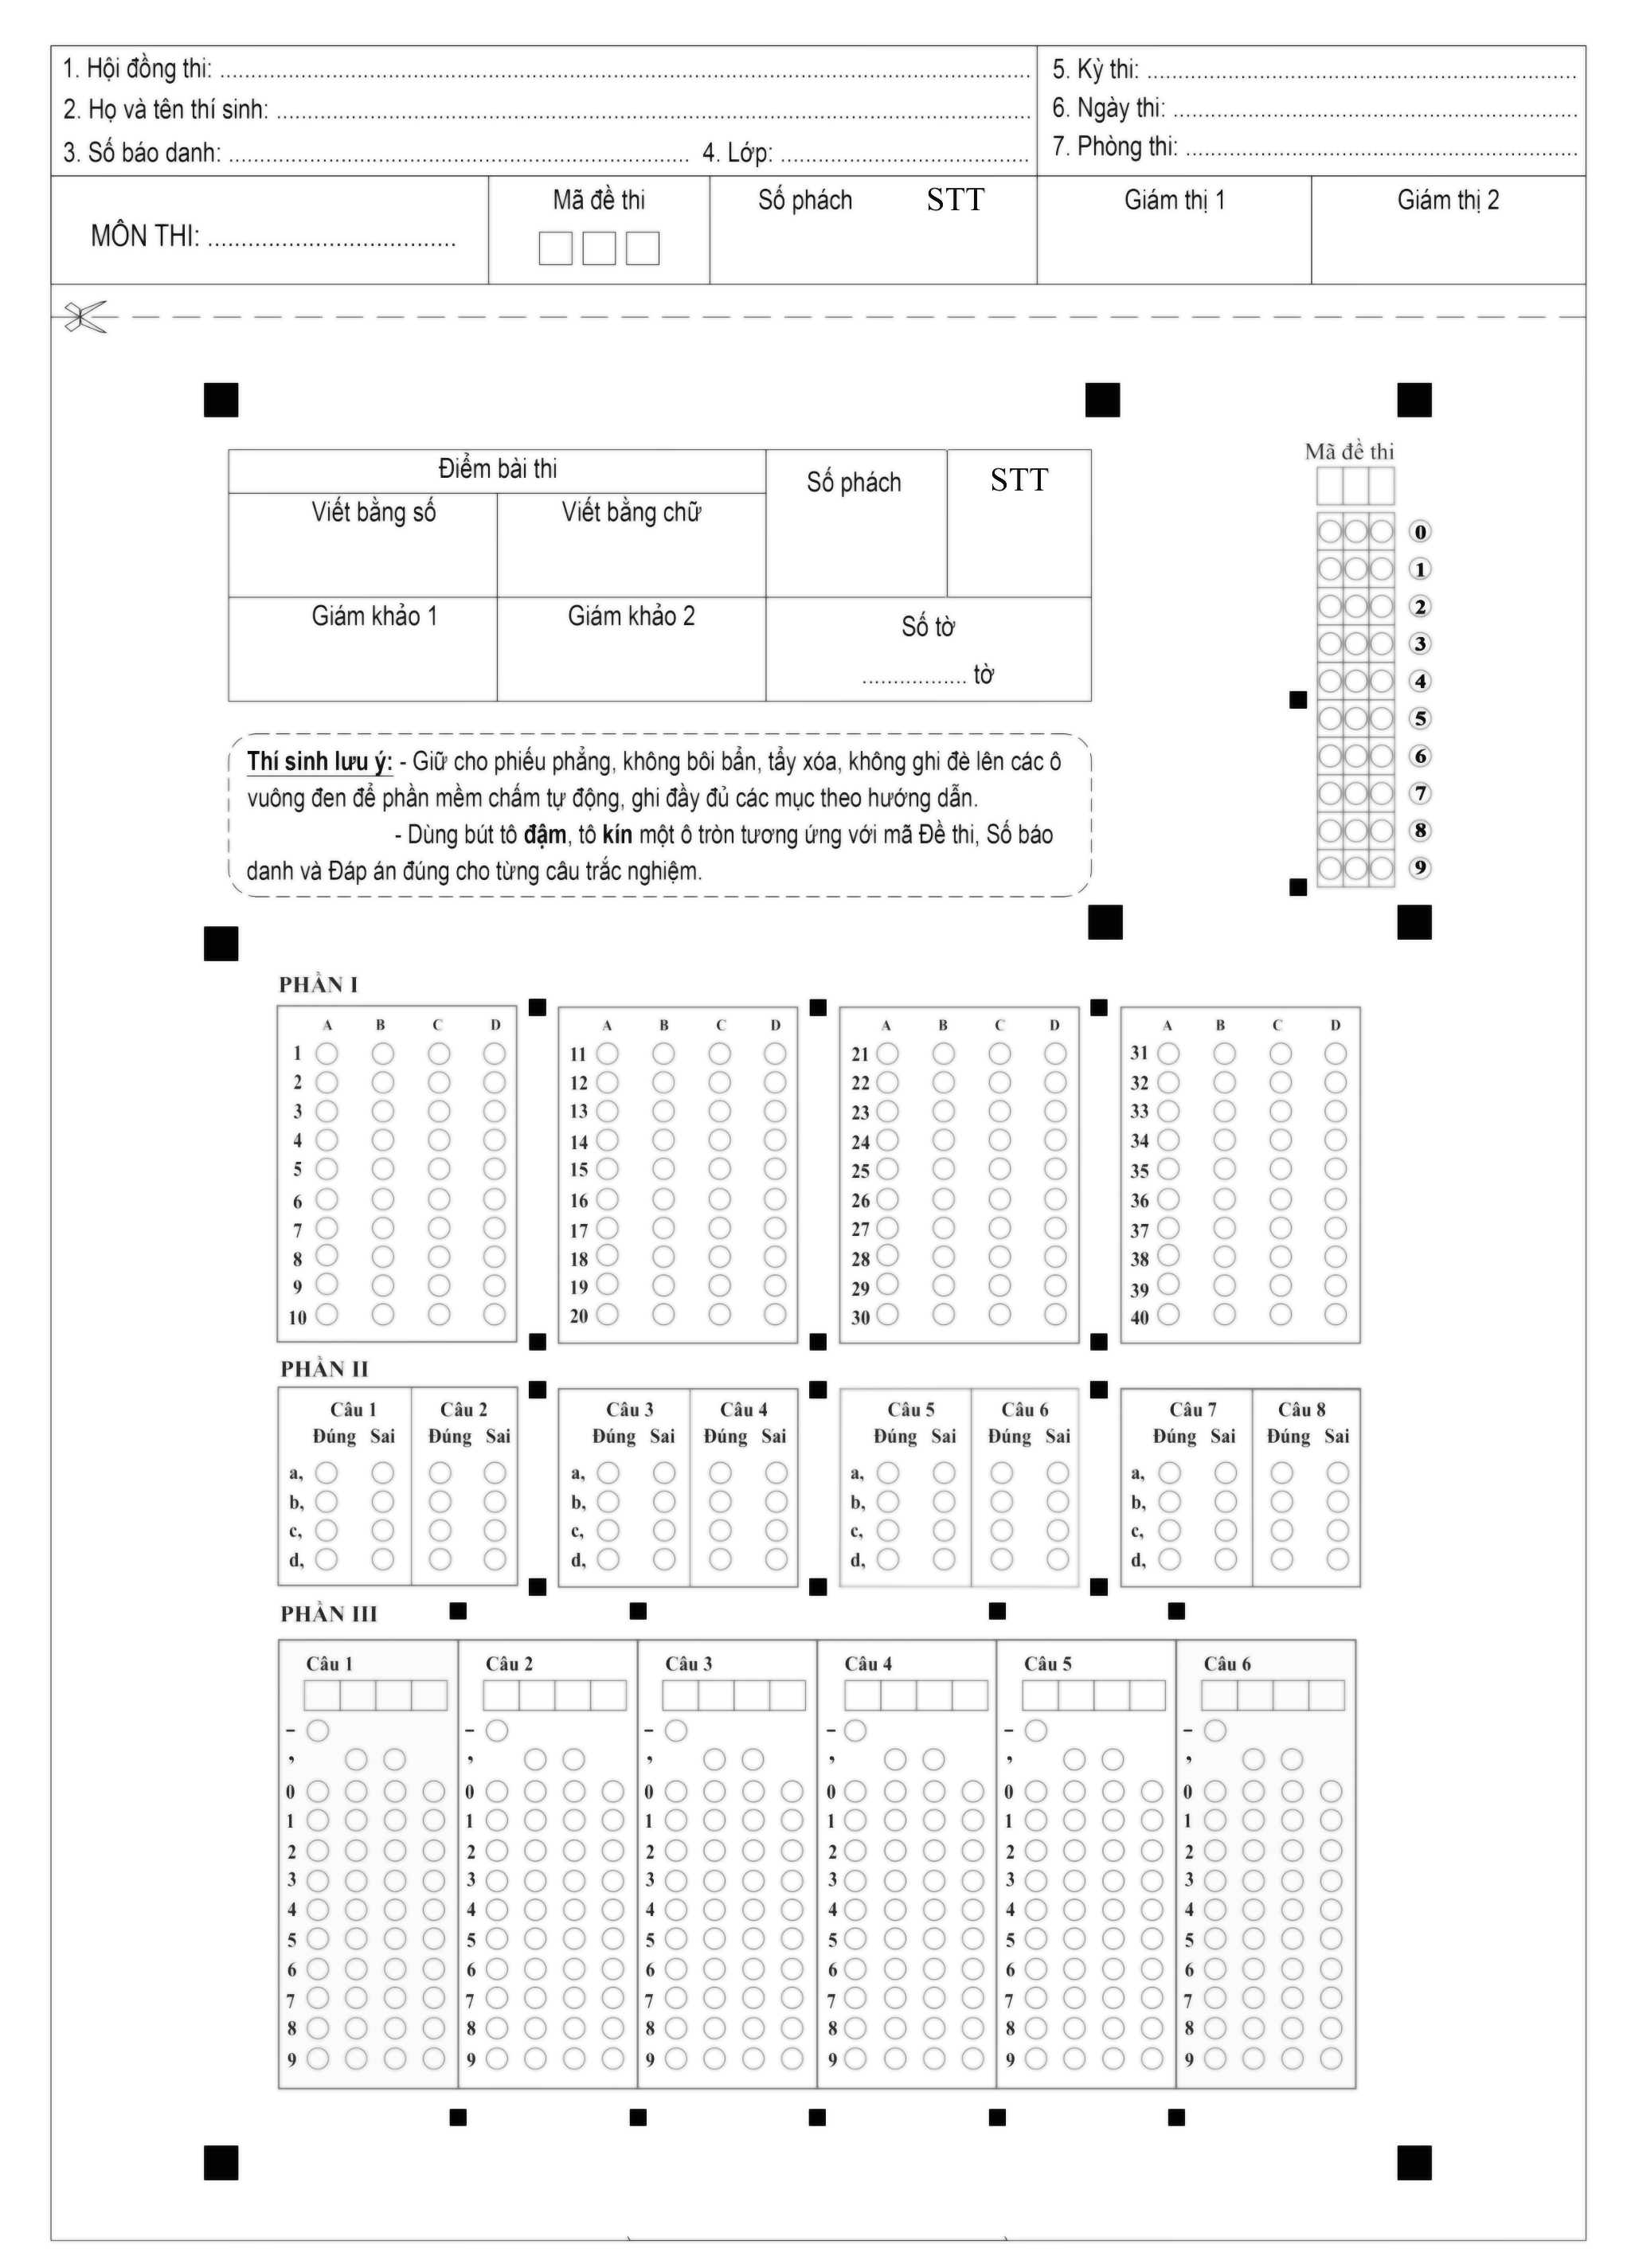 1. Hội đồng thi: ...............................................................
2. Họ và tên thí sinh: ...............................................................
3. Số báo danh: ............................................... 4. Lớp: ..............................
5. Kỳ thi: ...............................................
6. Ngày thi: ...............................................
7. Phòng thi: ...............................................
MÔN THI: .....................................
Mã đề thi
Số phách STT
Giám thị 1
Giám thị 2
Điểm bài thi
Viết bằng số
Viết bằng chữ
Số phách
STT
Giám khảo 1
Giám khảo 2
Số tờ
................. tờ
Mã đề thi
0
1
2
3
4
5
6
7
8
9
Thí sinh lưu ý: - Giữ cho phiếu phẳng, không bôi bẩn, tẩy xóa, không ghi đè lên các ô
vuông đen để phần mềm chấm tự động, ghi đầy đủ các mục theo hướng dẫn.
- Dùng bút tô đậm, tô kín một ô tròn tương ứng với mã Đề thi, Số báo
danh và Đáp án đúng cho từng câu trắc nghiệm.
PHẦN I
A B C D A B C D A B C D A B C D
1 11 21 31
2 12 22 32
3 13 23 33
4 14 24 34
5 15 25 35
6 16 26 36
7 17 27 37
8 18 28 38
9 19 29 39
10 20 30 40
PHẦN II
Câu 1 Câu 2 Câu 3 Câu 4 Câu 5 Câu 6 Câu 7 Câu 8
Đúng Sai Đúng Sai Đúng Sai Đúng Sai Đúng Sai Đúng Sai Đúng Sai Đúng Sai
a, a, a, a,
b, b, b, b,
c, c, c, c,
d, d, d, d,
PHẦN III
Câu 1 Câu 2 Câu 3 Câu 4 Câu 5 Câu 6
– – – – – –
, , , , , ,
0 0 0 0 0 0
1 1 1 1 1 1
2 2 2 2 2 2
3 3 3 3 3 3
4 4 4 4 4 4
5 5 5 5 5 5
6 6 6 6 6 6
7 7 7 7 7 7
8 8 8 8 8 8
9 9 9 9 9 9